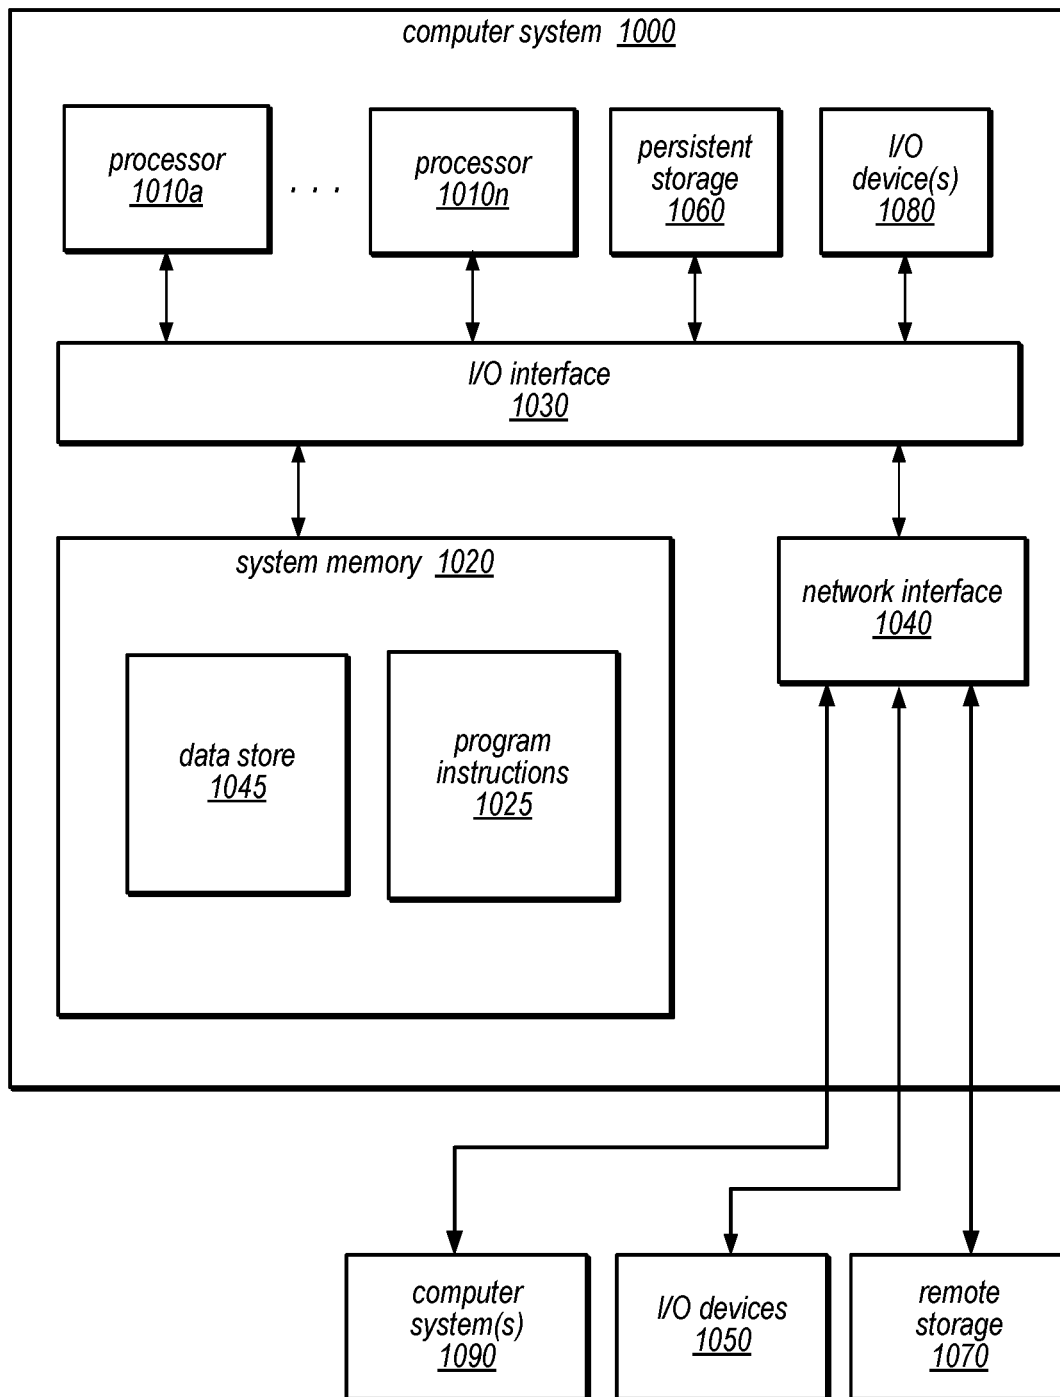 computer system 1000
processor
1010a
. . .
processor
1010n
persistent
storage
1060
I/O
device(s)
1080
I/O interface
1030
system memory 1020
network interface
1040
data store
1045
program
instructions
1025
computer
system(s)
1090
I/O devices
1050
remote
storage
1070